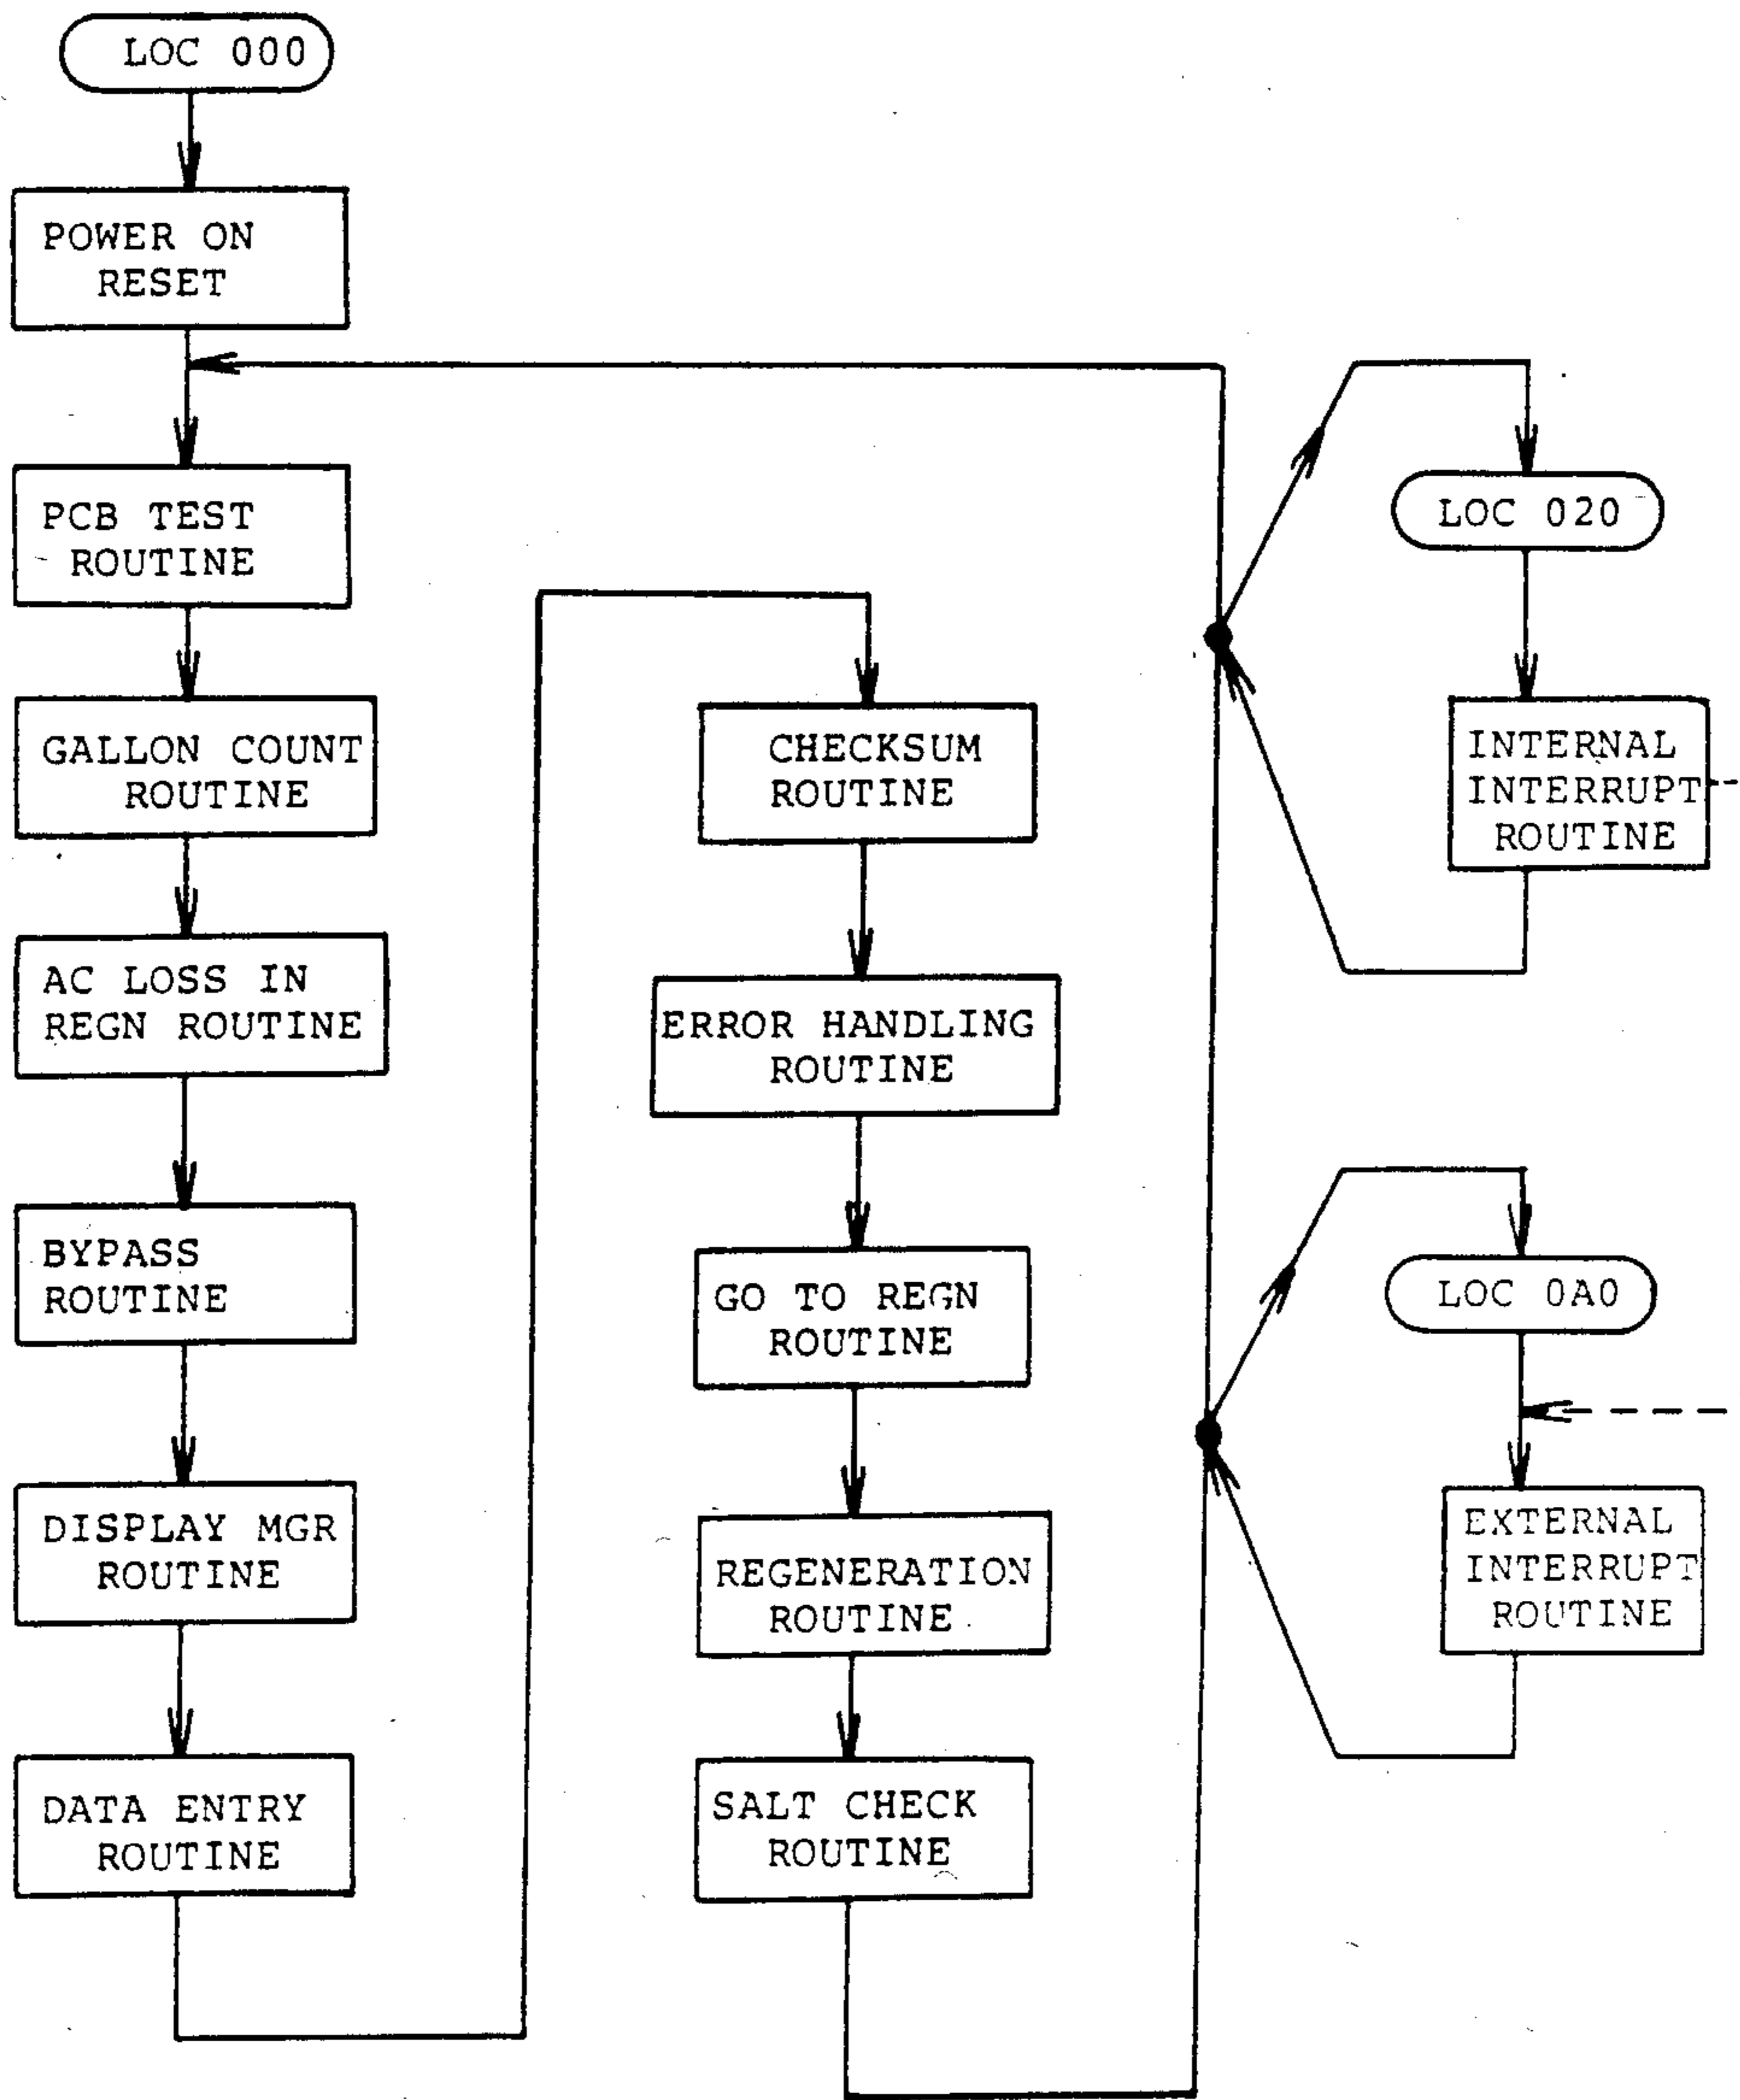 LOC 000
POWER ON
RESET
PCB TEST
ROUTINE
GALLON COUNT
ROUTINE
AC LOSS IN
REGN ROUTINE
BYPASS
ROUTINE
DISPLAY MGR
ROUTINE
DATA ENTRY
ROUTINE
CHECKSUM
ROUTINE
ERROR HANDLING
ROUTINE
GO TO REGN
ROUTINE
REGENERATION
ROUTINE
SALT CHECK
ROUTINE
LOC 020
INTERNAL
INTERRUPT
ROUTINE
LOC 0A0
EXTERNAL
INTERRUPT
ROUTINE